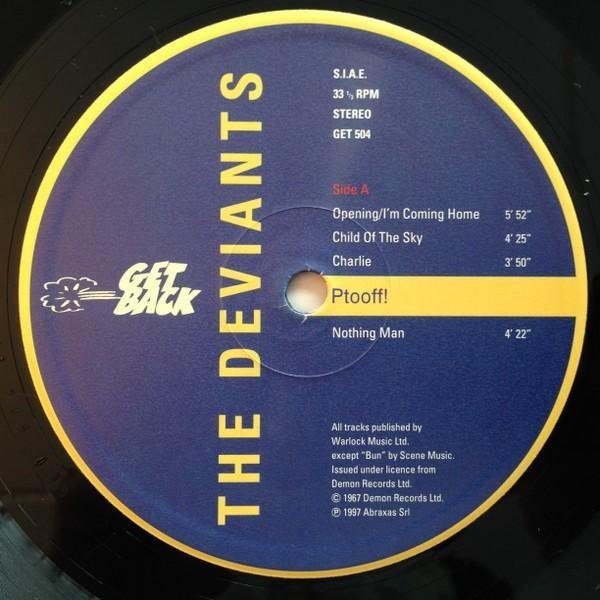 THE DEVIANTS
GET
BACK
S.I.A.E.
33 ⅓ RPM
STEREO
GET 504
Side A
Opening/I'm Coming Home 5' 52"
Child Of The Sky 4' 25"
Charlie 3' 50"
Ptooff!
Nothing Man 4' 22"
All tracks published by
Warlock Music Ltd.
except "Bun" by Scene Music.
Issued under licence from
Demon Records Ltd.
© 1967 Demon Records Ltd.
℗ 1997 Abraxas Srl